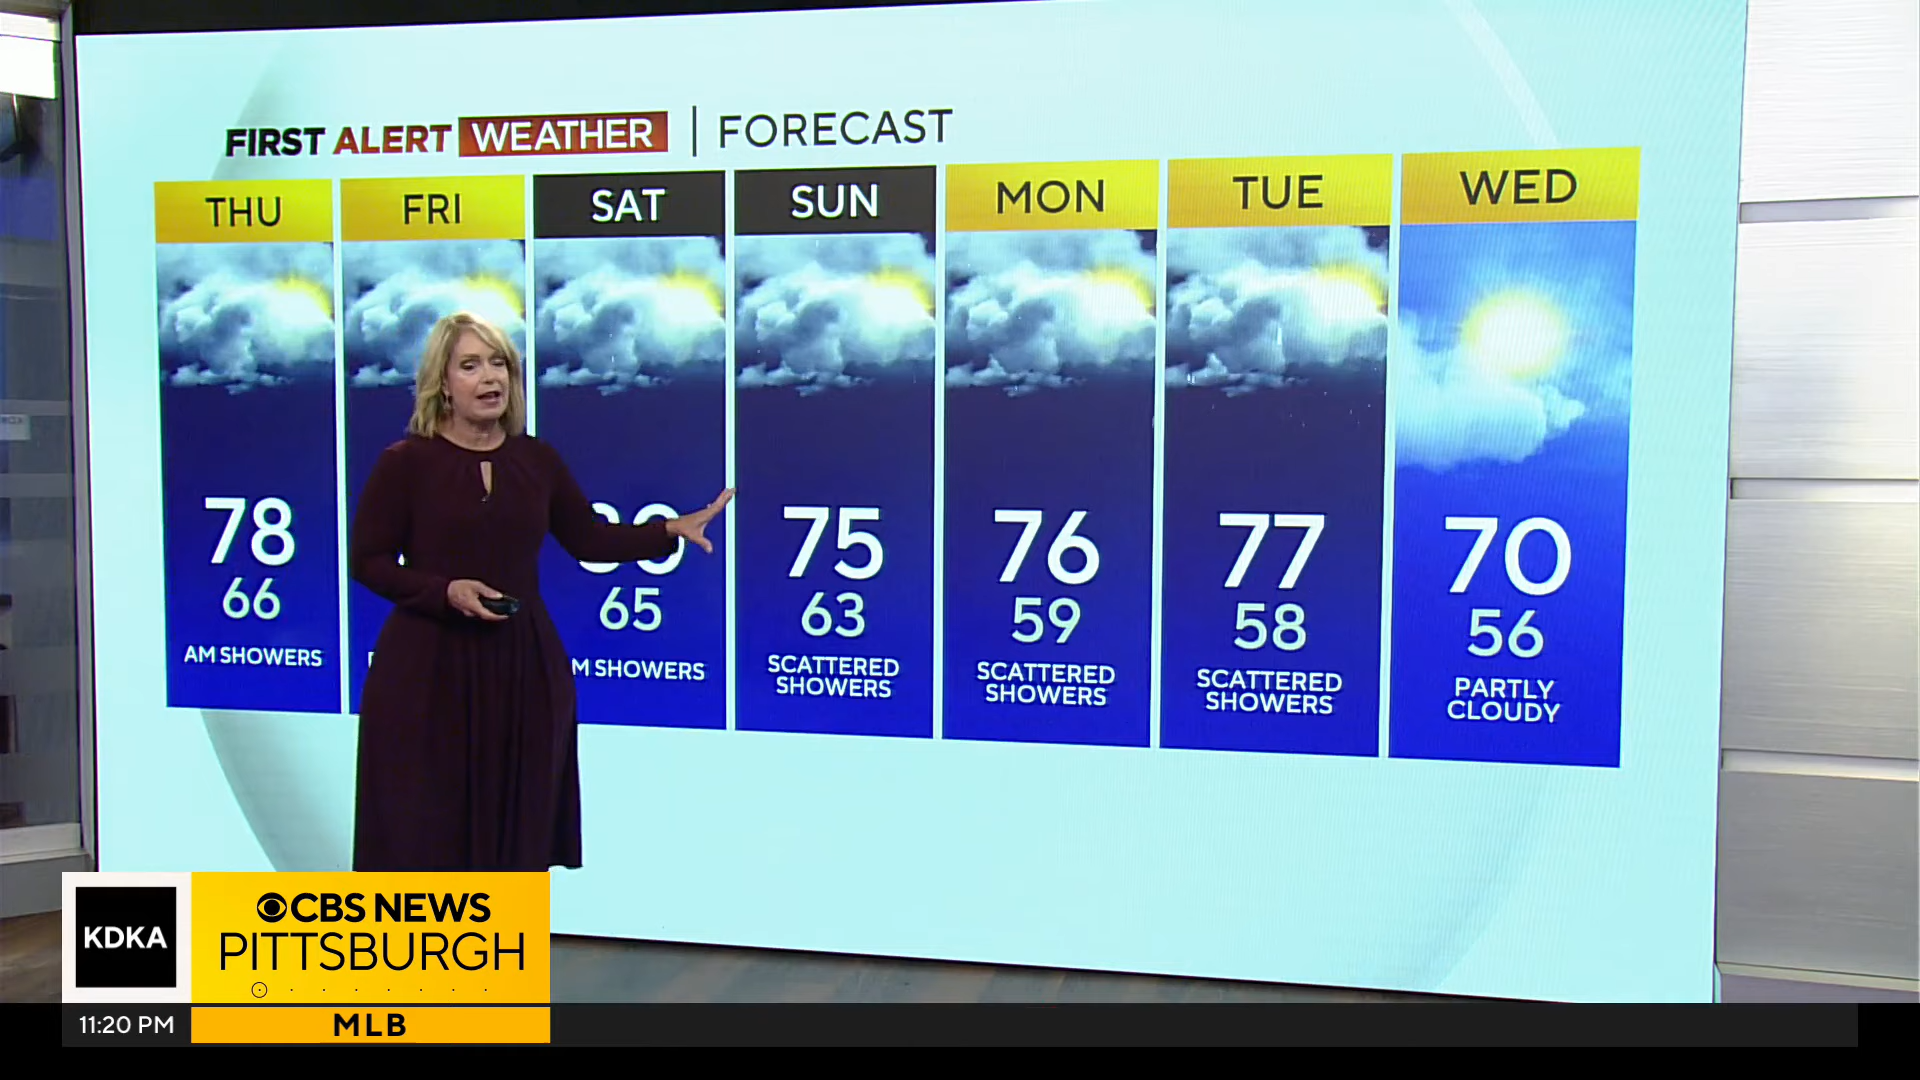 FIRST ALERT WEATHER | FORECAST
THU
FRI
SAT
SUN
MON
TUE
WED
78
66
AM SHOWERS
65
M SHOWERS
75
63
SCATTERED
SHOWERS
76
59
SCATTERED
SHOWERS
77
58
SCATTERED
SHOWERS
70
56
PARTLY
CLOUDY
KDKA
CBS NEWS
PITTSBURGH
11:20 PM
MLB